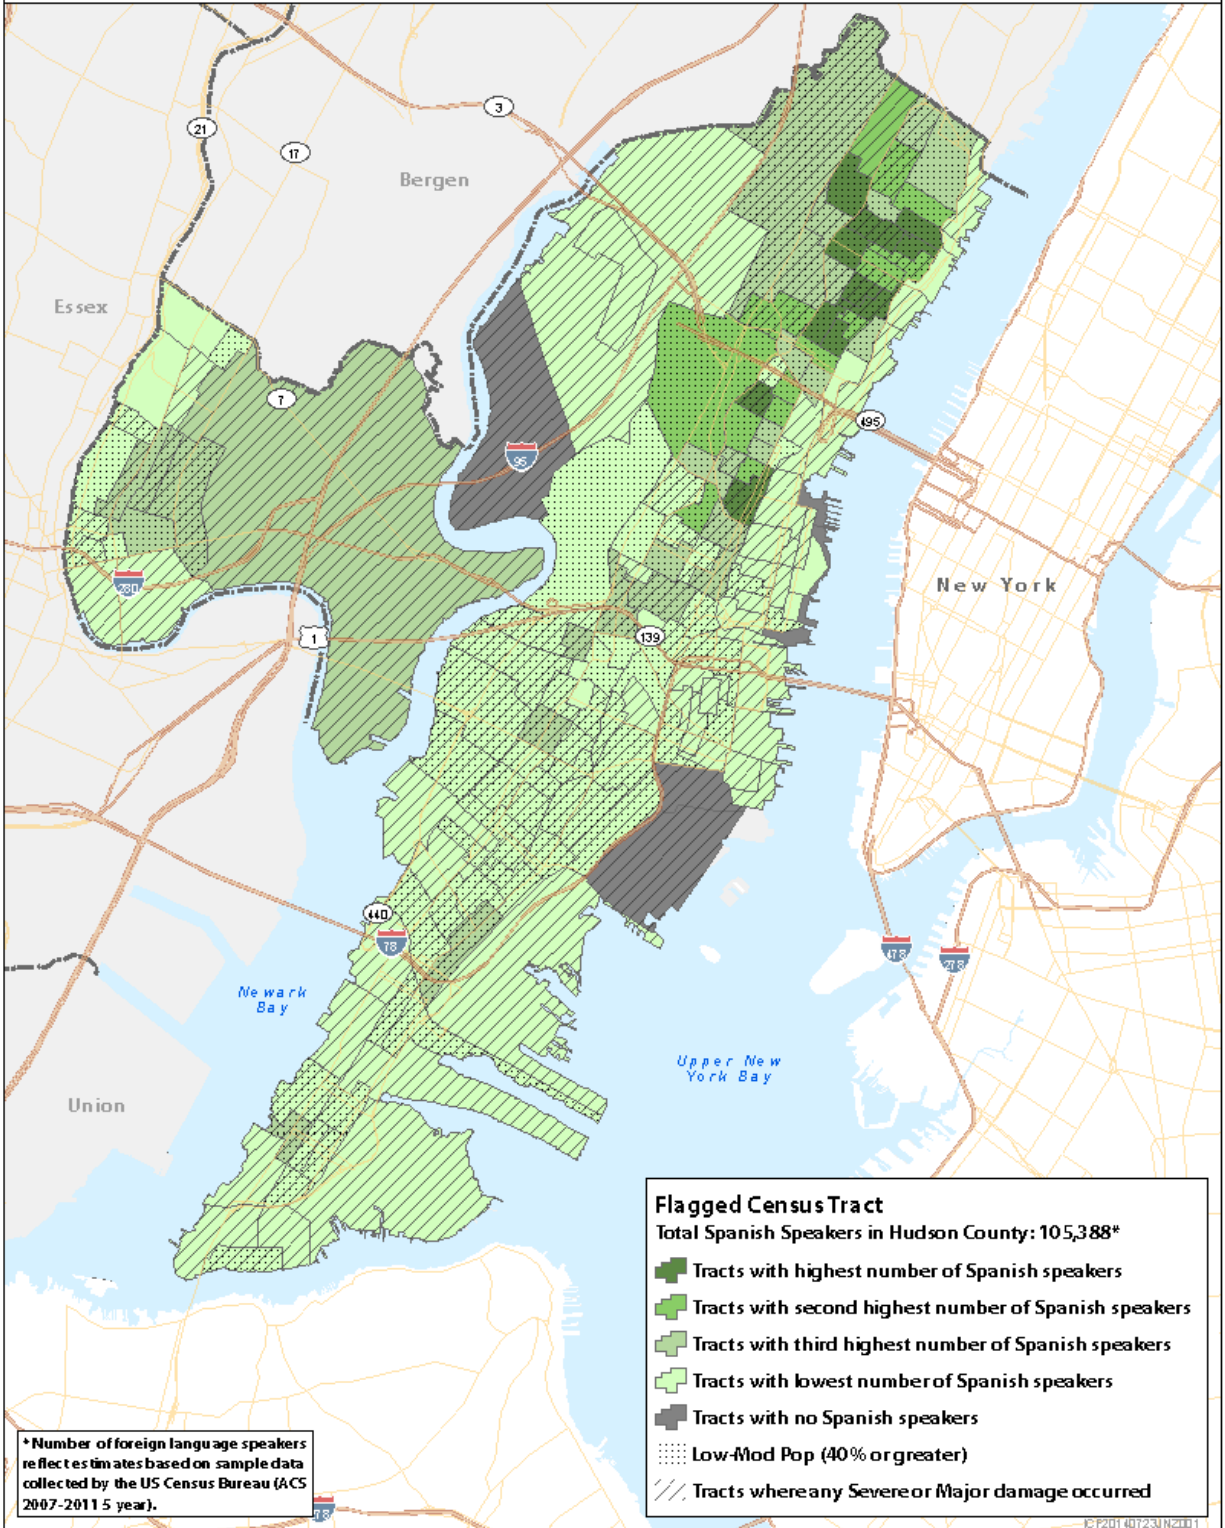 3
21
17
Bergen
Essex
7
495
95
New York
280
1
139
440
78
478
278
Newark
Bay
Upper New
York Bay
Union
Flagged Census Tract
Total Spanish Speakers in Hudson County: 105,388*
Tracts with highest number of Spanish speakers
Tracts with second highest number of Spanish speakers
Tracts with third highest number of Spanish speakers
Tracts with lowest number of Spanish speakers
Tracts with no Spanish speakers
Low-Mod Pop (40% or greater)
Tracts where any Severe or Major damage occurred
*Number of foreign language speakers
reflect estimates based on sample data
collected by the US Census Bureau (ACS
2007-2011 5 year).
78